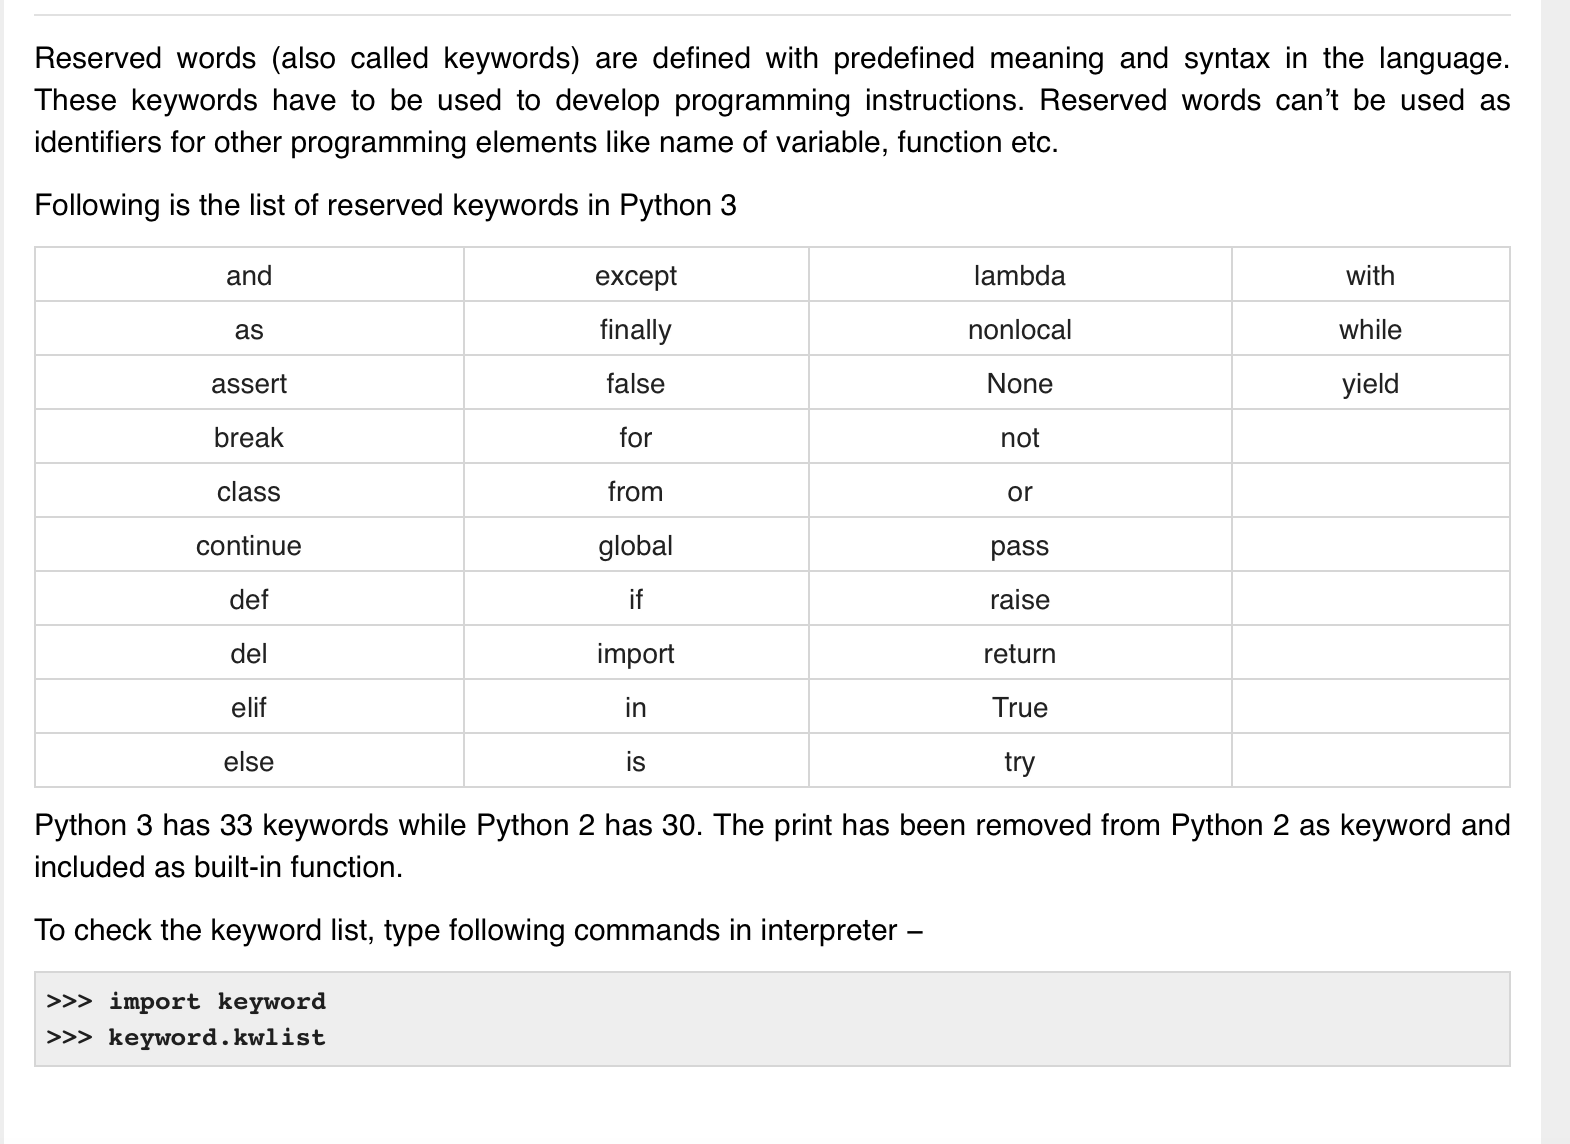 Reserved words (also called keywords) are defined with predefined meaning and syntax in the language.
These keywords have to be used to develop programming instructions. Reserved words can’t be used as
identifiers for other programming elements like name of variable, function etc.
Following is the list of reserved keywords in Python 3
and except lambda with
as finally nonlocal while
assert false None yield
break for not
class from or
continue global pass
def if raise
del import return
elif in True
else is try
Python 3 has 33 keywords while Python 2 has 30. The print has been removed from Python 2 as keyword and
included as built-in function.
To check the keyword list, type following commands in interpreter –
>>> import keyword
>>> keyword.kwlist